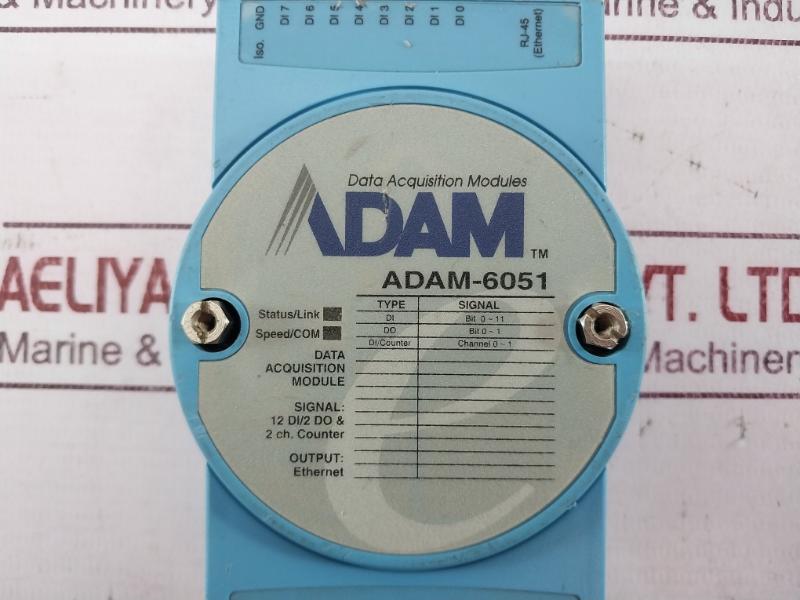 & Machinery
Marine & Indu
Iso. GND
DI 7
DI 6
DI 5
DI 4
DI 3
DI 2
DI 1
DI 0
RJ-45
(Ethernet)
Data Acquisition Modules
ADAM TM
ADAM-6051
AELIYA
VT. LTD
Marine &
Machinery
Status/Link
Speed/COM
TYPE SIGNAL
DI Bit 0 ~ 11
DO Bit 0 ~ 1
DI/Counter Channel 0 ~ 1
DATA
ACQUISITION
MODULE
SIGNAL:
12 DI/2 DO &
2 ch. Counter
OUTPUT:
Ethernet
e